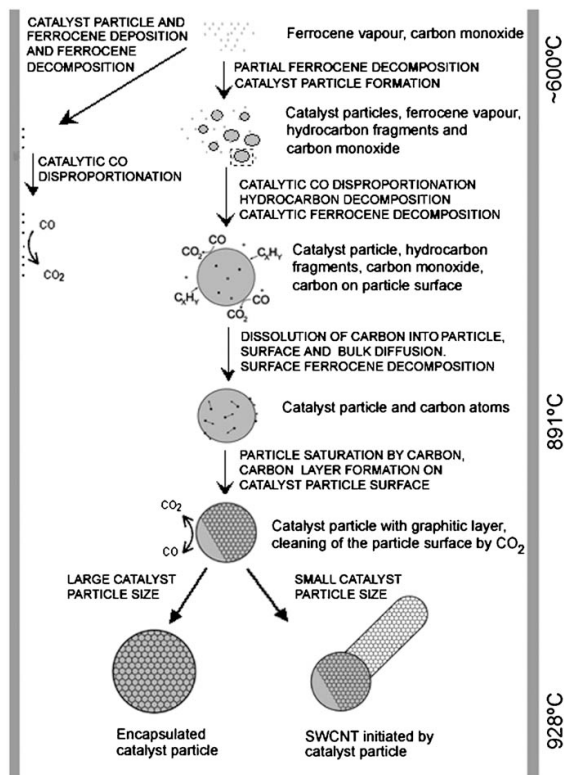 CATALYST PARTICLE AND
FERROCENE DEPOSITION
AND FERROCENE
DECOMPOSITION
Ferrocene vapour, carbon monoxide
~600ºC
PARTIAL FERROCENE DECOMPOSITION
CATALYST PARTICLE FORMATION
Catalyst particles, ferrocene vapour,
hydrocarbon fragments and
carbon monoxide
CATALYTIC CO
DISPROPORTIONATION
CATALYTIC CO DISPROPORTIONATION
HYDROCARBON DECOMPOSITION
CATALYTIC FERROCENE DECOMPOSITION
CO
CO2
CO
CO2
CXHY
CXHY
CO
CO2
Catalyst particle, hydrocarbon
fragments, carbon monoxide,
carbon on particle surface
DISSOLUTION OF CARBON INTO PARTICLE,
SURFACE AND BULK DIFFUSION.
SURFACE FERROCENE DECOMPOSITION
Catalyst particle and carbon atoms
891ºC
PARTICLE SATURATION BY CARBON,
CARBON LAYER FORMATION ON
CATALYST PARTICLE SURFACE
CO2
CO
Catalyst particle with graphitic layer,
cleaning of the particle surface by CO2
LARGE CATALYST
PARTICLE SIZE
SMALL CATALYST
PARTICLE SIZE
Encapsulated
catalyst particle
SWCNT initiated by
catalyst particle
928ºC